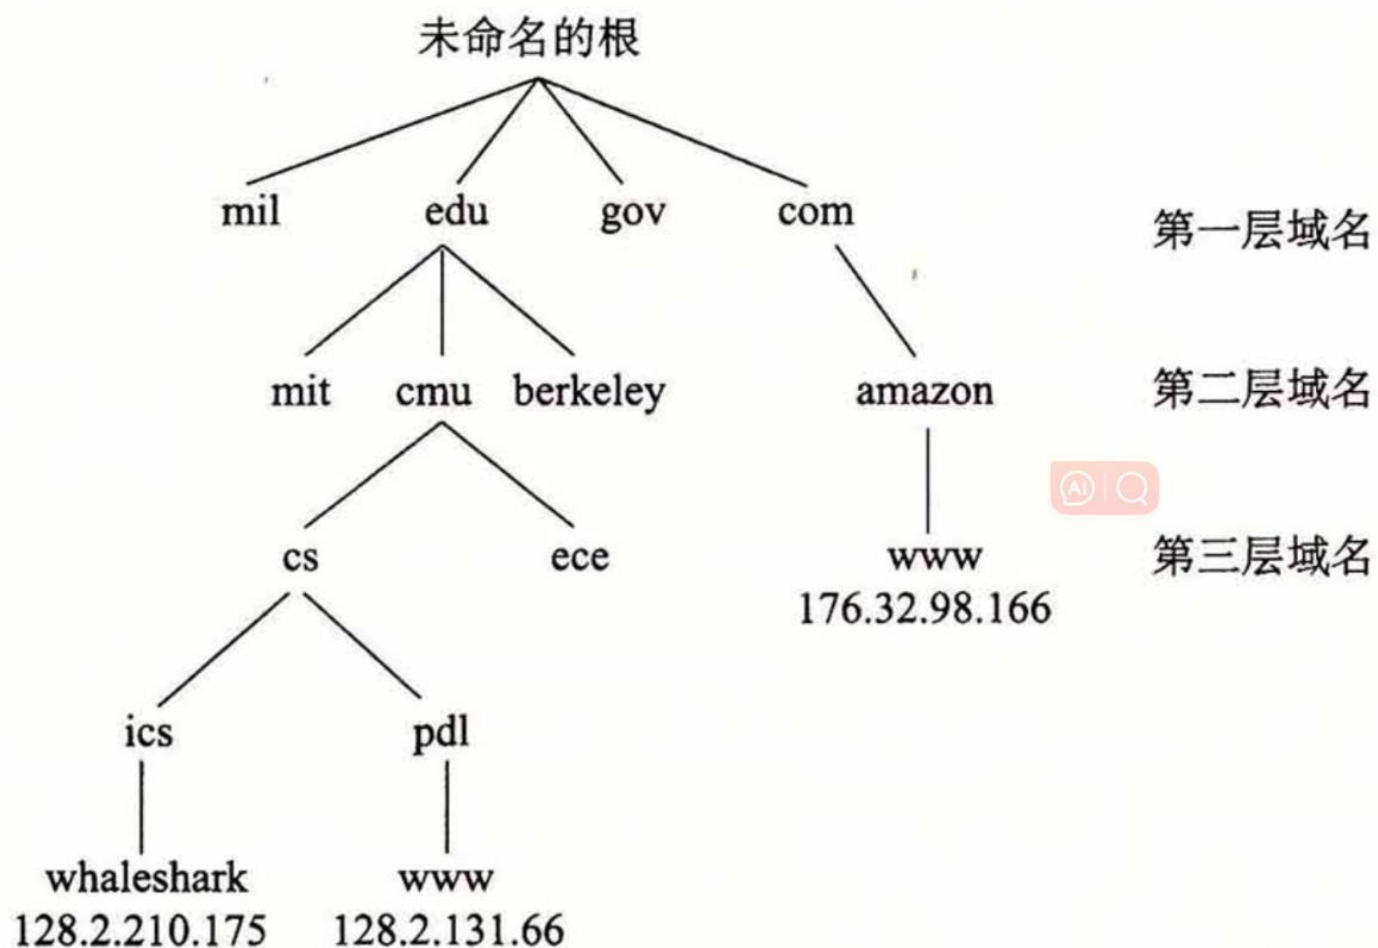 未命名的根
mil edu gov com 第一层域名
mit cmu berkeley amazon 第二层域名
AI
cs ece www 第三层域名
176.32.98.166
ics pdl
whaleshark www
128.2.210.175 128.2.131.66